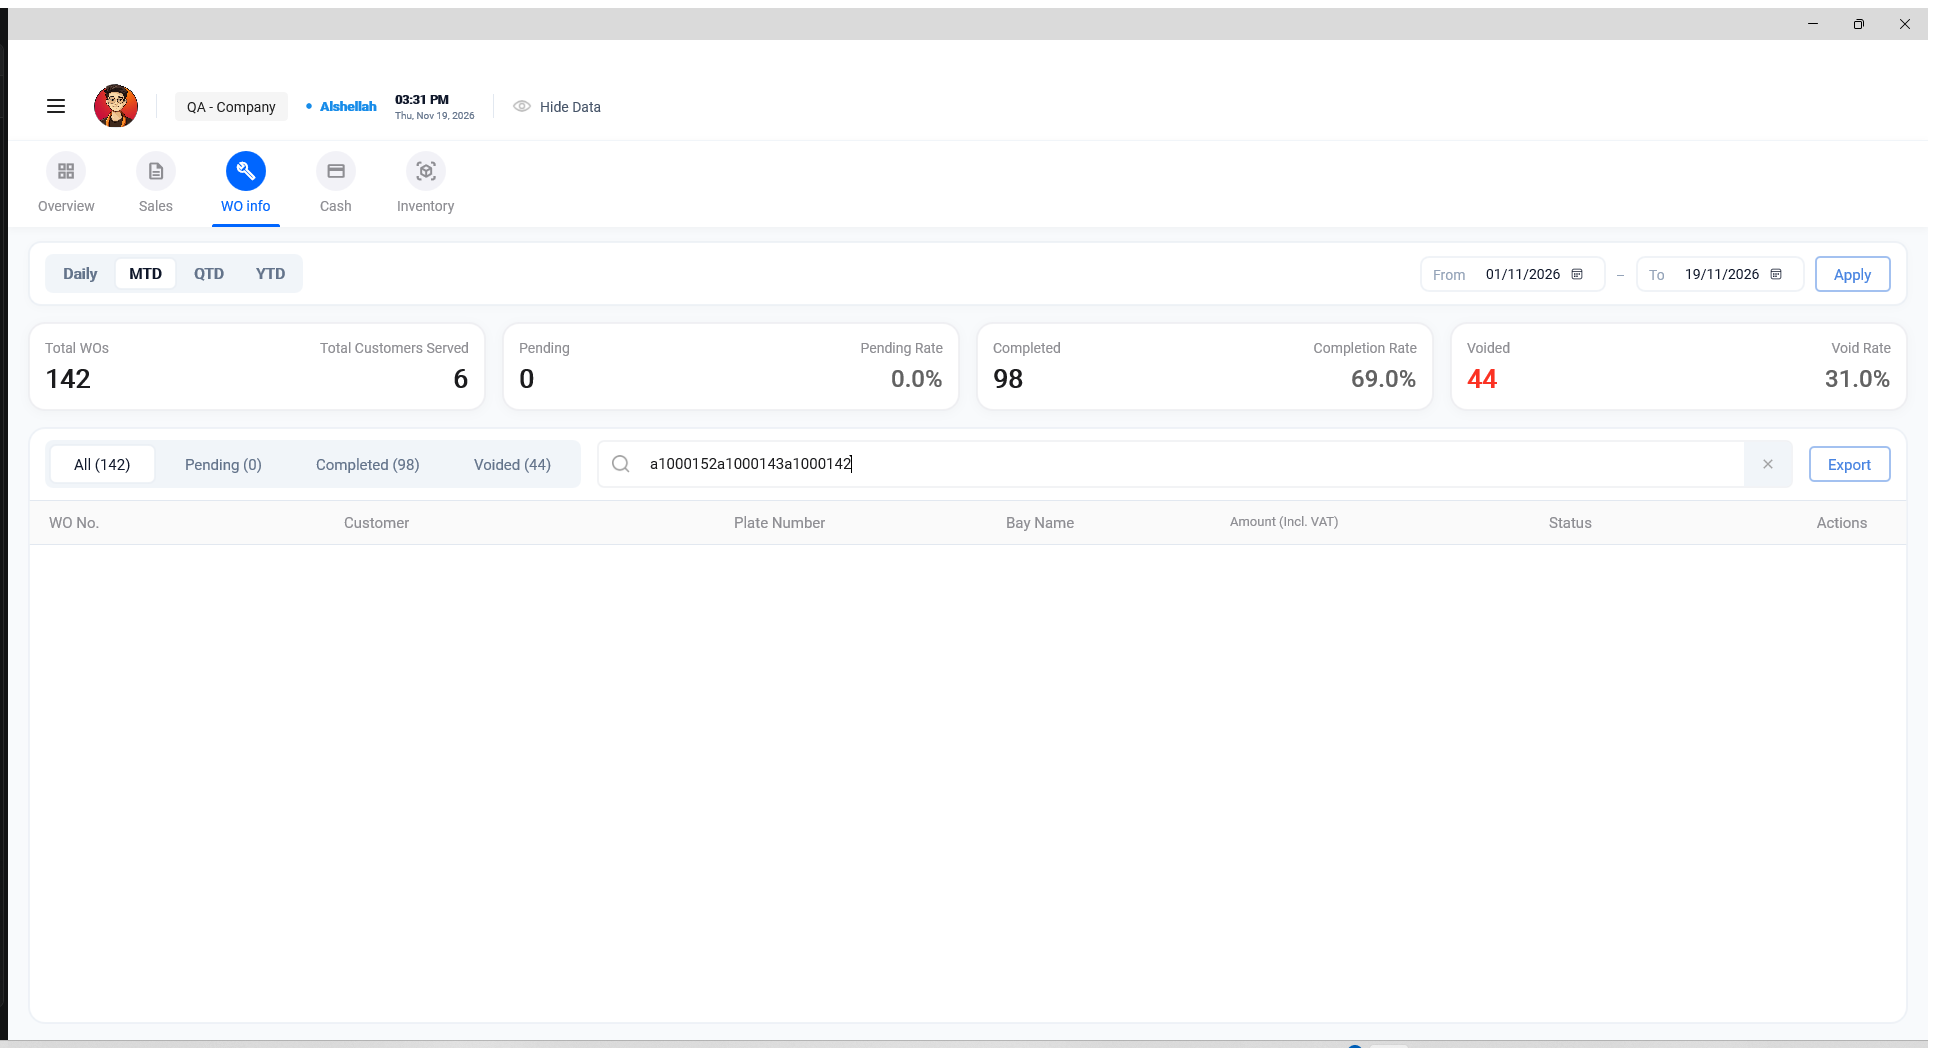 QA - Company
• Alshellah
03:31 PM
Thu, Nov 19, 2026
Hide Data
Overview
Sales
WO info
Cash
Inventory
Daily
MTD
QTD
YTD
From 01/11/2026
–
To 19/11/2026
Apply
Total WOs
Total Customers Served
142
6
Pending
Pending Rate
0
0.0%
Completed
Completion Rate
98
69.0%
Voided
Void Rate
44
31.0%
All (142)
Pending (0)
Completed (98)
Voided (44)
a1000152a1000143a1000142
Export
WO No.
Customer
Plate Number
Bay Name
Amount (Incl. VAT)
Status
Actions